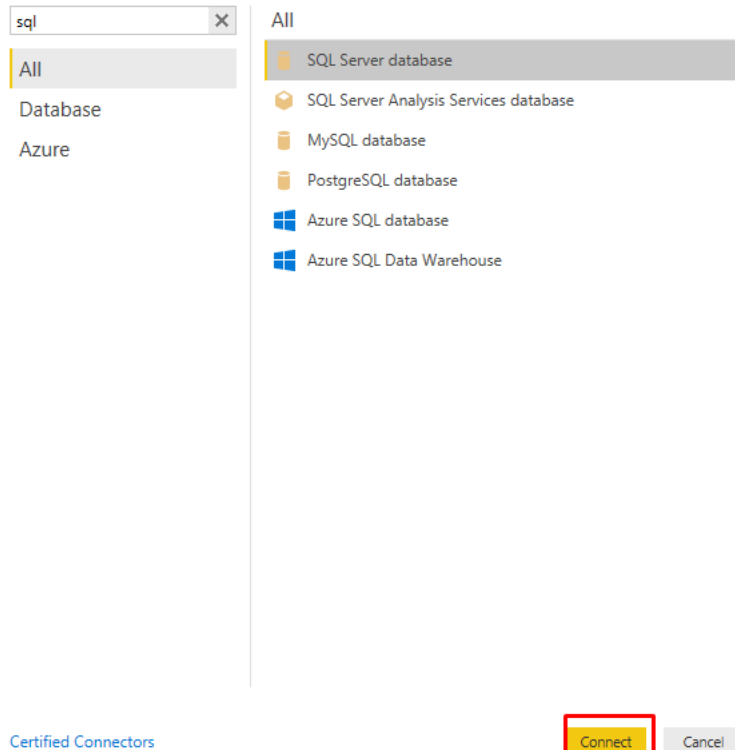 sql
All
Database
Azure
All
SQL Server database
SQL Server Analysis Services database
MySQL database
PostgreSQL database
Azure SQL database
Azure SQL Data Warehouse
Certified Connectors
Connect
Cancel